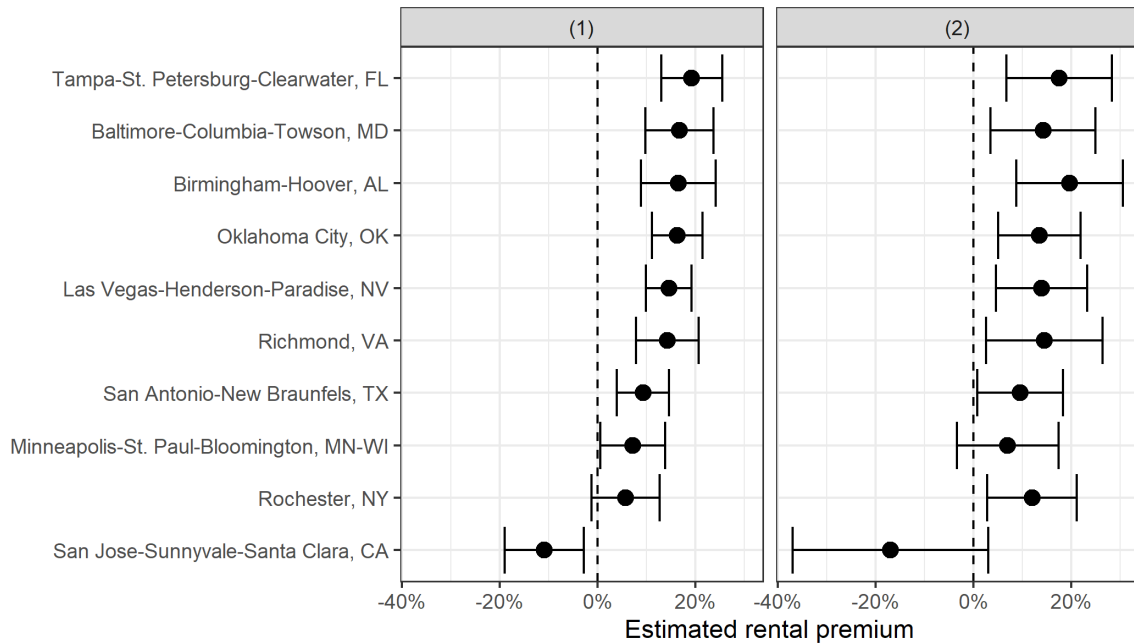 (1) (2)
Tampa-St. Petersburg-Clearwater, FL
Baltimore-Columbia-Towson, MD
Birmingham-Hoover, AL
Oklahoma City, OK
Las Vegas-Henderson-Paradise, NV
Richmond, VA
San Antonio-New Braunfels, TX
Minneapolis-St. Paul-Bloomington, MN-WI
Rochester, NY
San Jose-Sunnyvale-Santa Clara, CA
-40% -20% 0% 20% -40% -20% 0% 20%
Estimated rental premium